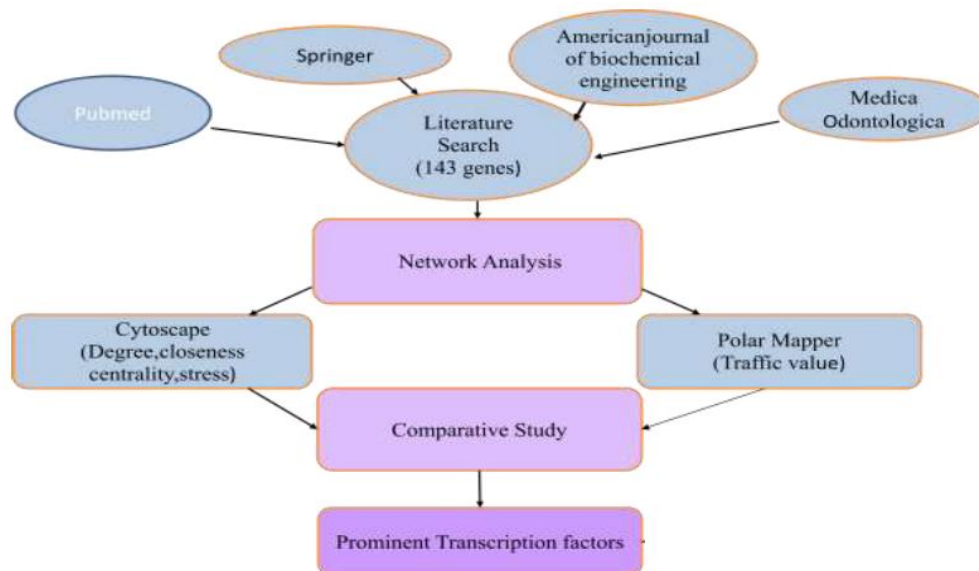 Springer
Americanjournal
of biochemical
engineering
Pubmed
Medica
Odontologica
Literature
Search
(143 genes)
Network Analysis
Cytoscape
(Degree,closeness
centrality,stress)
Polar Mapper
(Traffic value)
Comparative Study
Prominent Transcription factors